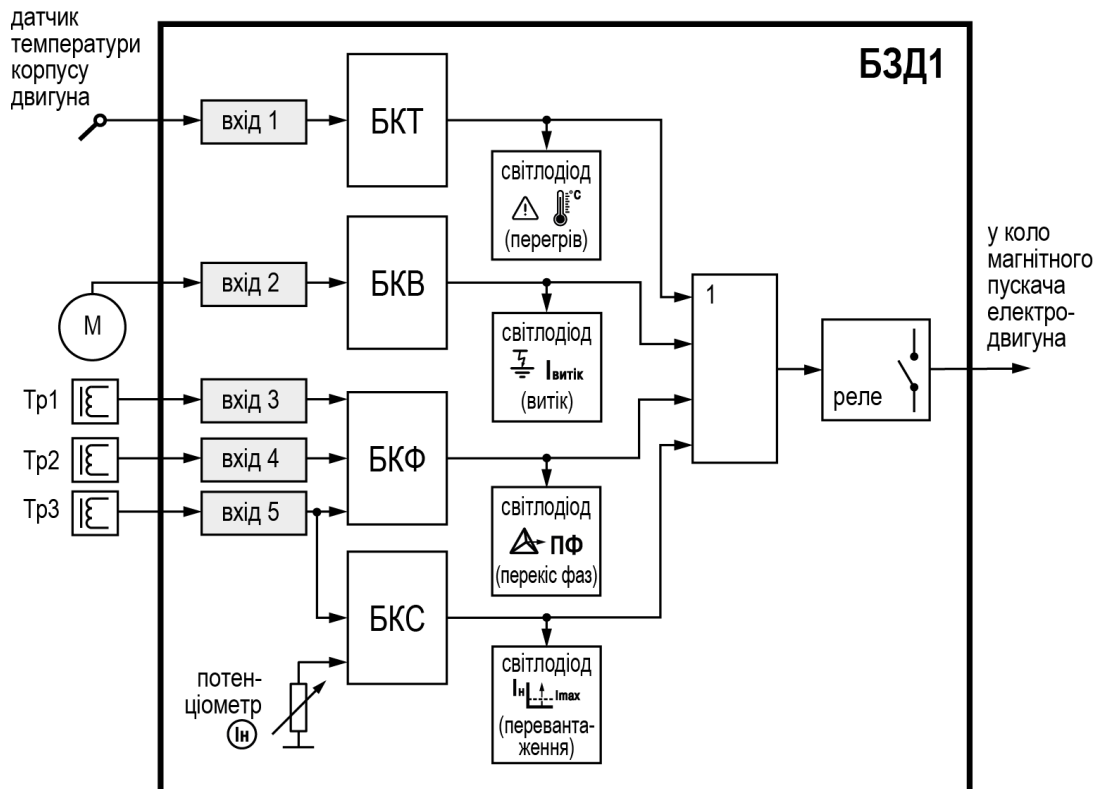 датчик
температури
корпусу
двигуна
БЗД1
вхід 1
БКТ
світлодіод
°C
(перегрів)
М
вхід 2
БКВ
світлодіод
Iвитік
(витік)
1
реле
у коло
магнітного
пускача
електро-
двигуна
Тр1
вхід 3
Тр2
вхід 4
Тр3
вхід 5
БКФ
світлодіод
ПФ
(перекіс фаз)
БКС
світлодіод
Iн
Imax
(переванта-
ження)
потен-
ціометр
Iн